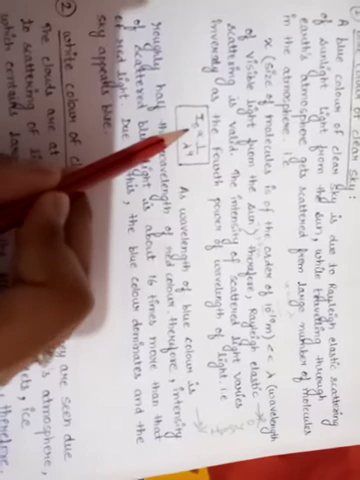 colour of clear sky :
A blue colour of clear sky is due to Rayleigh elastic scattering
of sunlight light from the sun, while travelling through
earth's atmosphere gets scattered from large number of molecules
in the atmosphere. i.e
x (size of molecules is of the order of 10⁻¹⁰m) << λ (wavelength
of visible light from the sun) therefore, Rayleigh elastic
scattering is valid. The intensity of scattered light varies
inversely as the fourth power of wavelength of light. i.e
Is ∝ 1/λ⁴ As wavelength of blue colour is
roughly half the wavelength of red colour. therefore, intensity
of scattered blue light is about 16 times more than that
of red light Due this, the blue colour dominates and the
sky appears blue.
② white colour of
The clouds are at are seen due
to scattering of atmosphere,
which contains ice
therefore,